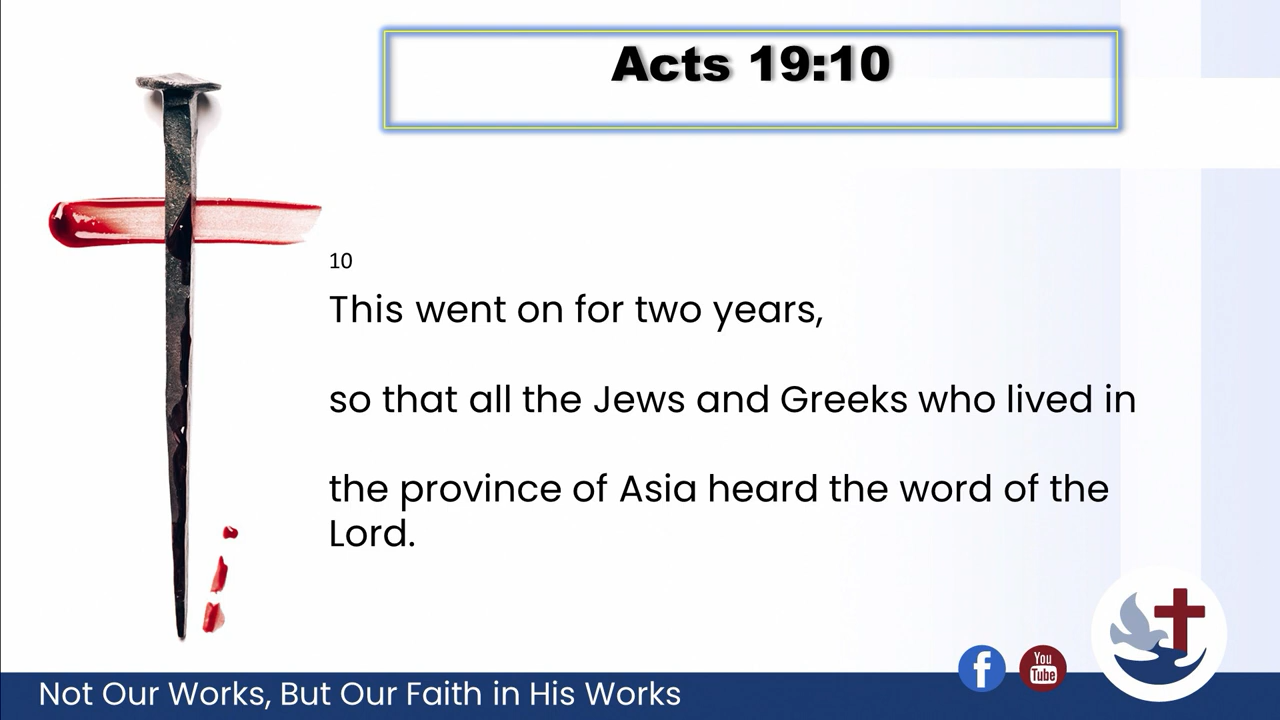 Acts 19:10
10
This went on for two years,
so that all the Jews and Greeks who lived in
the province of Asia heard the word of the
Lord.
f
You
Tube
Not Our Works, But Our Faith in His Works